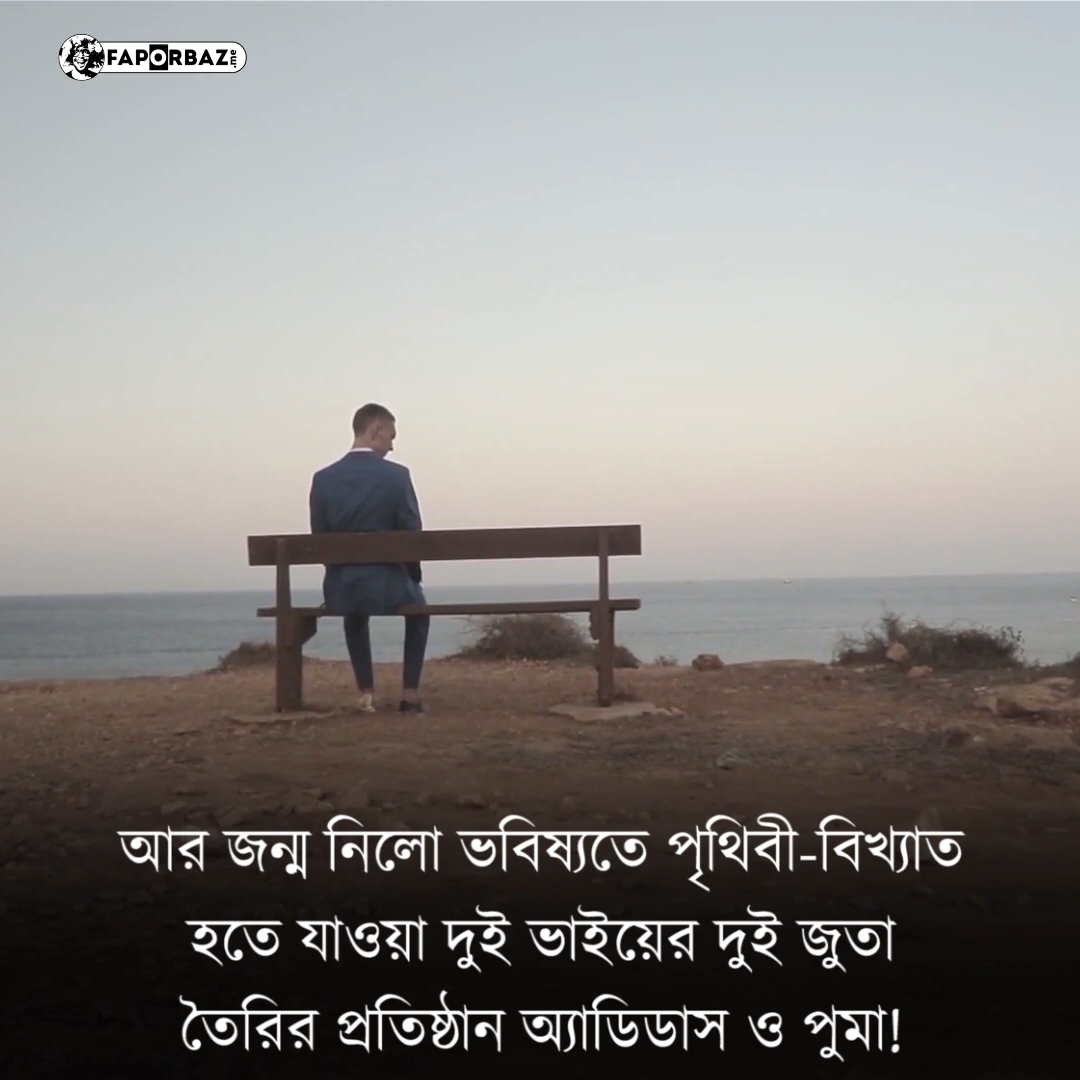 FAPORBAZ.me
আর জন্ম নিলো ভবিষ্যতে পৃথিবী-বিখ্যাত
হতে যাওয়া দুই ভাইয়ের দুই জুতা
তৈরির প্রতিষ্ঠান অ্যাডিডাস ও পুমা!